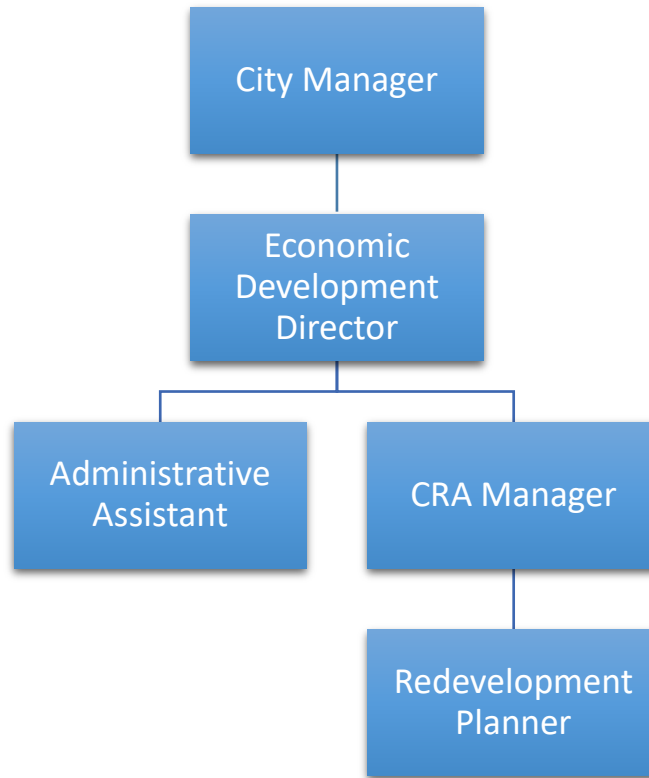 City Manager
Economic
Development
Director
Administrative
Assistant
CRA Manager
Redevelopment
Planner